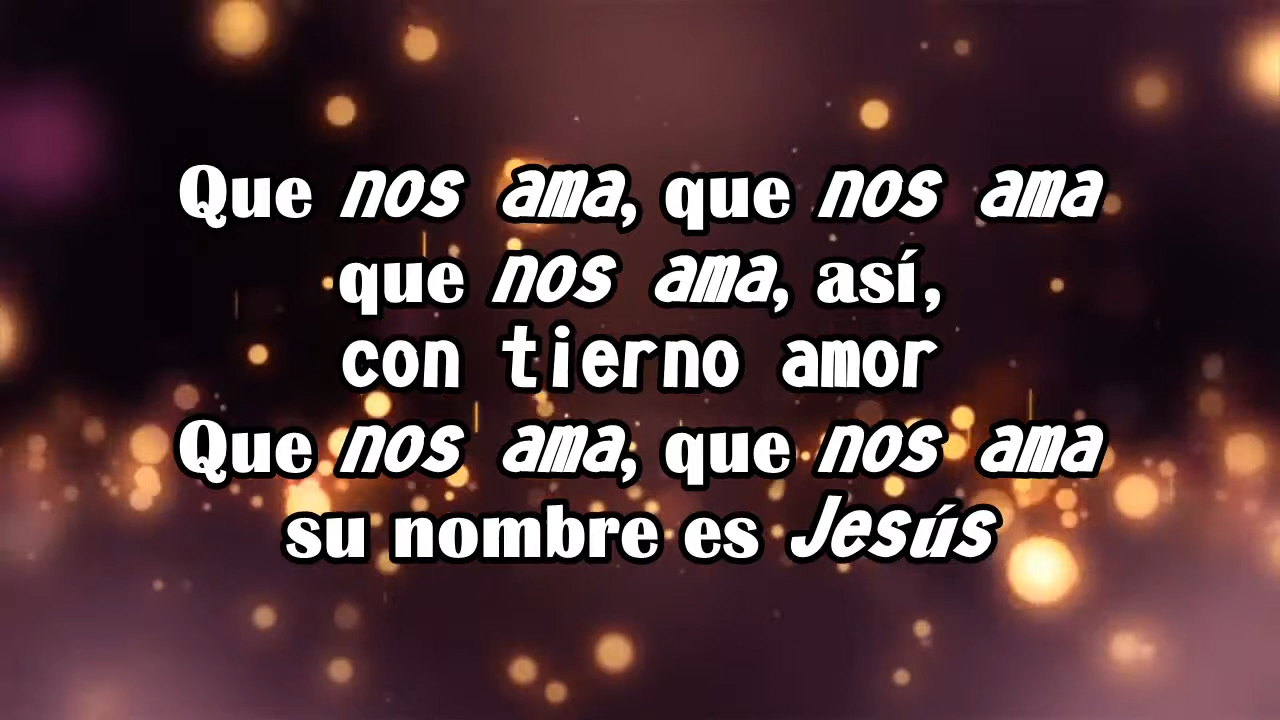 Que nos ama, que nos ama
que nos ama, así,
con tierno amor
Que nos ama, que nos ama
su nombre es Jesús